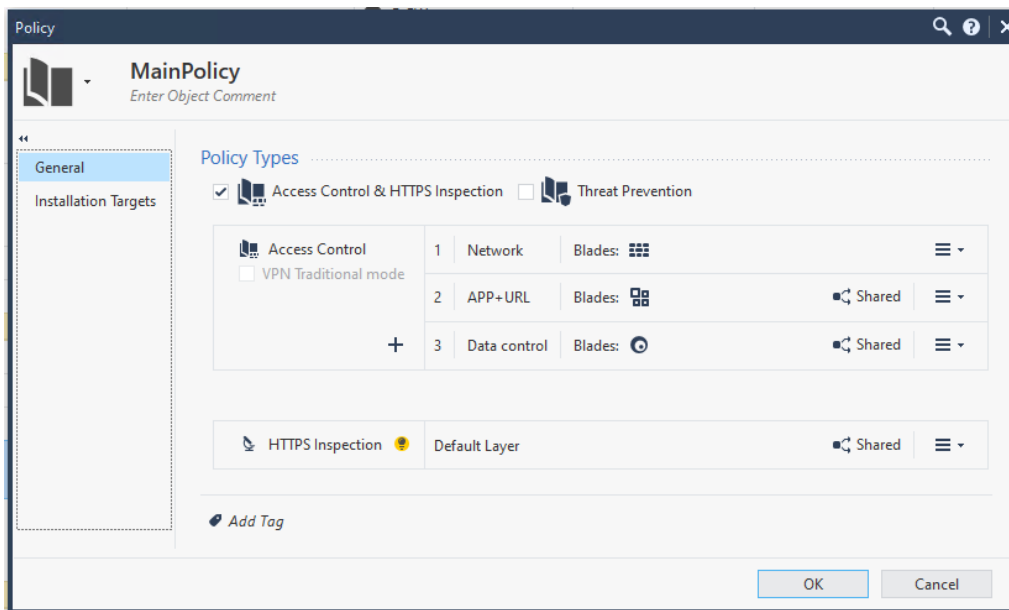 Policy
MainPolicy
Enter Object Comment
General
Installation Targets
Policy Types
Access Control & HTTPS Inspection
Threat Prevention
Access Control
VPN Traditional mode
1 Network Blades:
2 APP+URL Blades: Shared
3 Data control Blades: Shared
HTTPS Inspection Default Layer Shared
Add Tag
OK Cancel